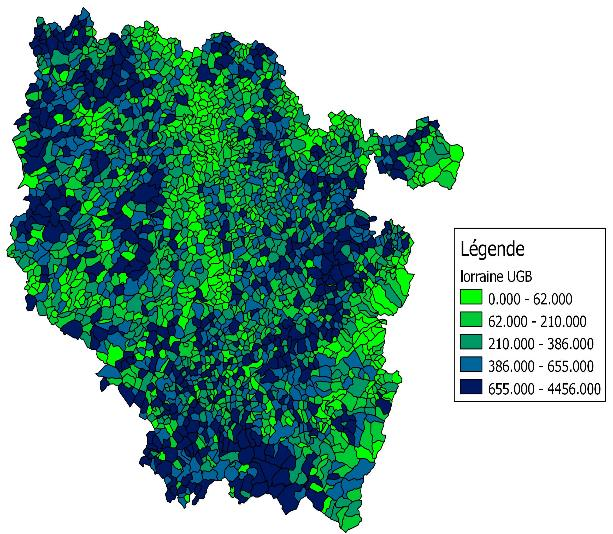 Légende
lorraine UGB
0.000 - 62.000
62.000 - 210.000
210.000 - 386.000
386.000 - 655.000
655.000 - 4456.000